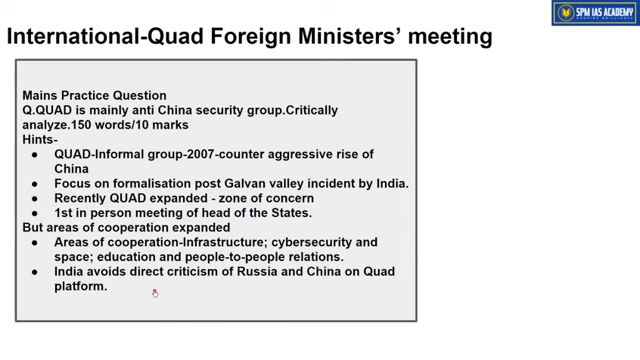 SPM IAS ACADEMY
International-Quad Foreign Ministers' meeting
Mains Practice Question
Q.QUAD is mainly anti China security group.Critically
analyze.150 words/10 marks
Hints-
● QUAD-Informal group-2007-counter aggressive rise of
China
● Focus on formalisation post Galvan valley incident by India.
● Recently QUAD expanded - zone of concern
● 1st in person meeting of head of the States.
But areas of cooperation expanded
● Areas of cooperation-Infrastructure; cybersecurity and
space; education and people-to-people relations.
● India avoids direct criticism of Russia and China on Quad
platform.